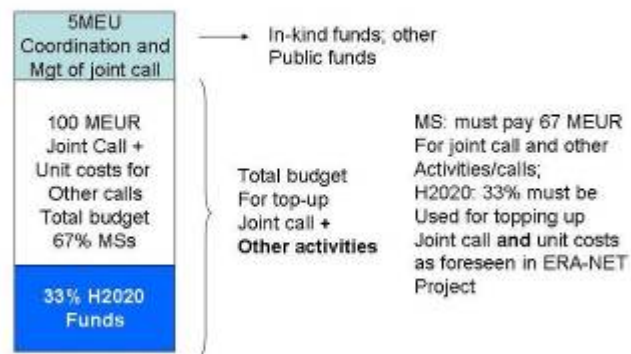 5MEU
Coordination and
Mgt of joint call
In-kind funds; other
Public funds
100 MEUR
Joint Call +
Unit costs for
Other calls
Total budget
67% MSs
33% H2020
Funds
Total budget
For top-up
Joint call +
Other activities
MS: must pay 67 MEUR
For joint call and other
Activities/calls;
H2020: 33% must be
Used for topping up
Joint call and unit costs
as foreseen in ERA-NET
Project